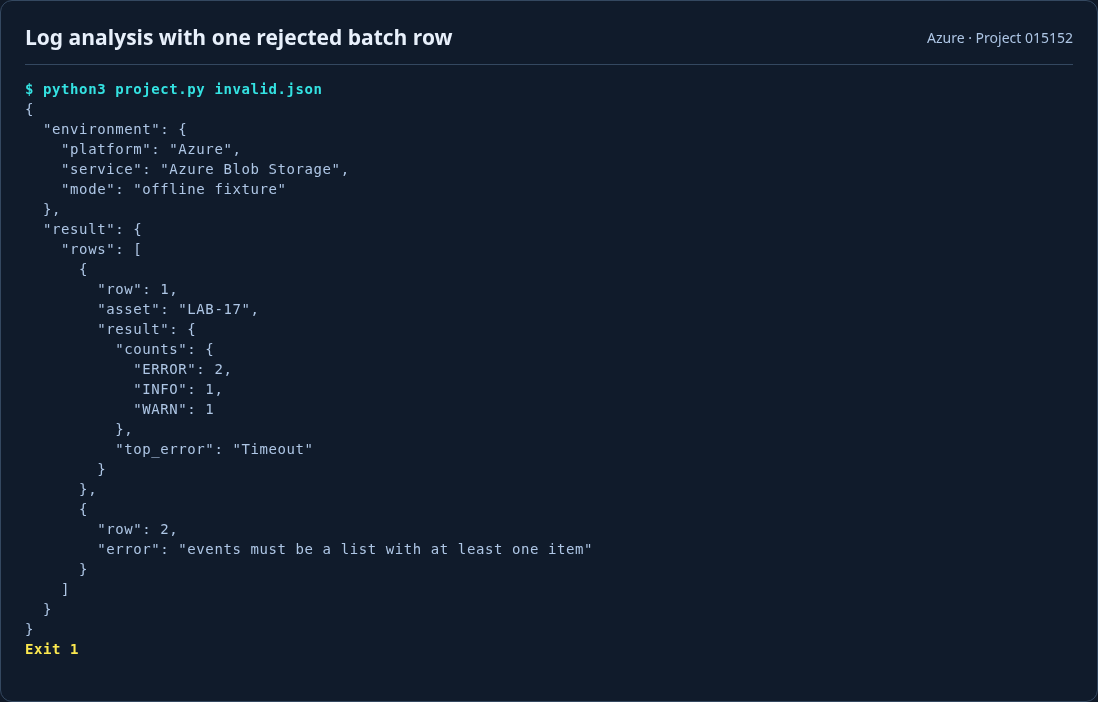 Log analysis with one rejected batch row
Azure · Project 015152
$ python3 project.py invalid.json
{
  "environment": {
    "platform": "Azure",
    "service": "Azure Blob Storage",
    "mode": "offline fixture"
  },
  "result": {
    "rows": [
      {
        "row": 1,
        "asset": "LAB-17",
        "result": {
          "counts": {
            "ERROR": 2,
            "INFO": 1,
            "WARN": 1
          },
          "top_error": "Timeout"
        }
      },
      {
        "row": 2,
        "error": "events must be a list with at least one item"
      }
    ]
  }
}
Exit 1